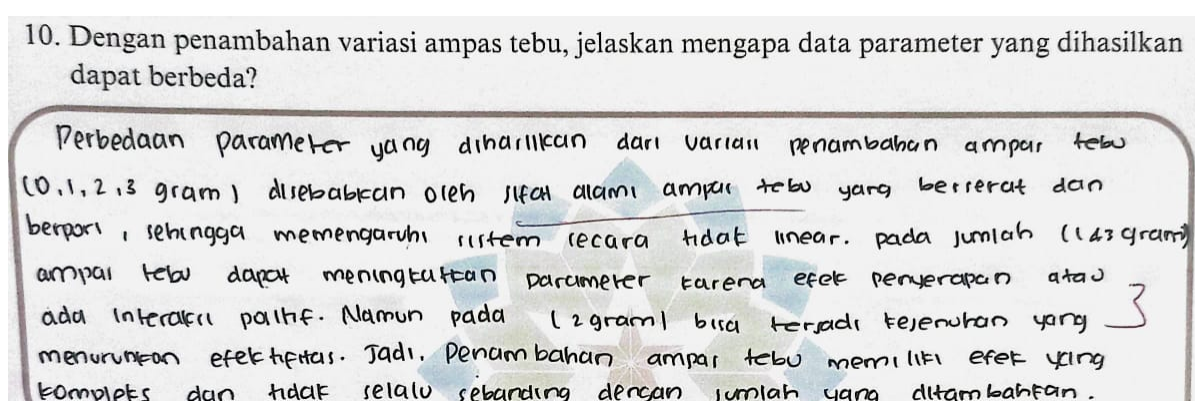 10. Dengan penambahan variasi ampas tebu, jelaskan mengapa data parameter yang dihasilkan
dapat berbeda?
Perbedaan parameter yang dihasilkan dari variasi penambahan ampas tebu
(0,1,2,3 gram) disebabkan oleh sifat alami ampas tebu yang berserat dan
berpori, sehingga memengaruhi sistem secara tidak linear. pada jumlah (1&3 gram)
ampas tebu dapat meningkatkan parameter karena efek penyerapan atau
ada interaksi positif. Namun pada (2 gram) bisa terjadi kejenuhan yang
3
menurunkan efektifitas. Jadi, Penambahan ampas tebu memiliki efek yang
kompleks dan tidak selalu sebanding dengan jumlah yang ditambahkan.